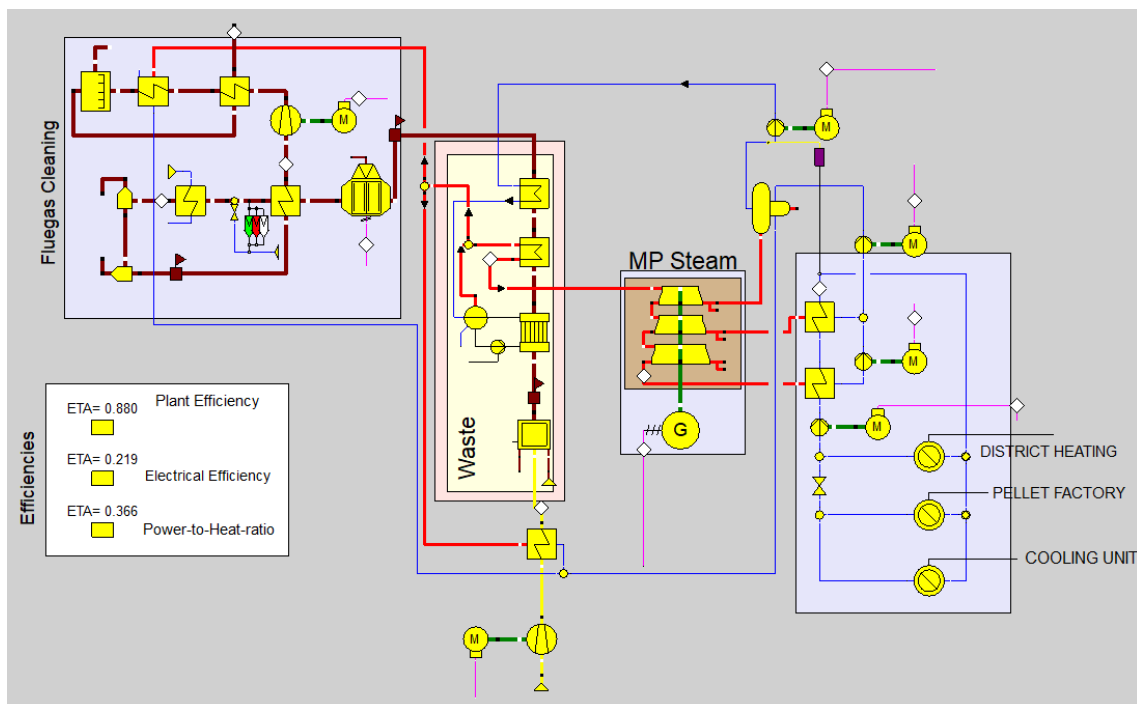 Fluegas Cleaning
M
M
M
MP Steam
Waste
G
M
M
DISTRICT HEATING
PELLET FACTORY
COOLING UNIT
M
Efficiencies
ETA= 0.880 Plant Efficiency
ETA= 0.219 Electrical Efficiency
ETA= 0.366 Power-to-Heat-ratio